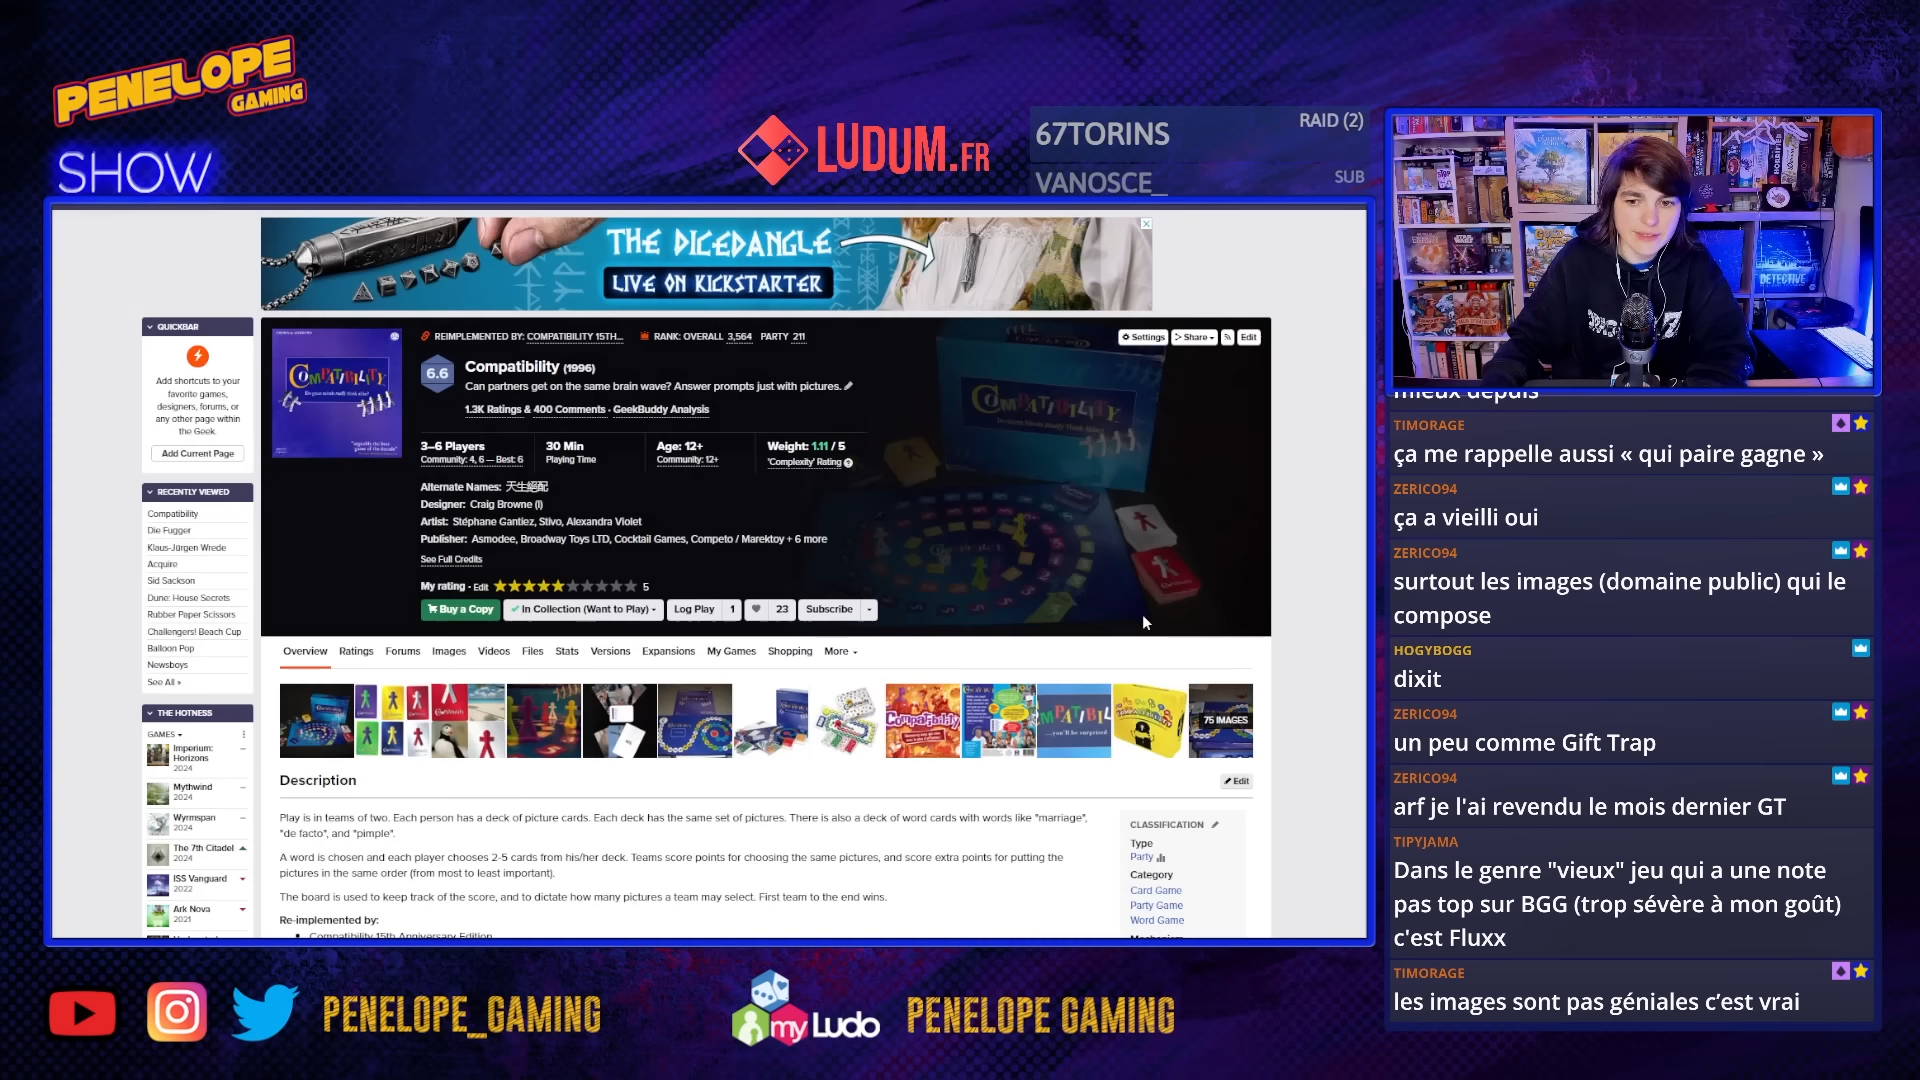 PENELOPE
GAMING
SHOW
LUDUM.FR
67TORINS
RAID (2)
VANOSCE_
SUB
THE DICEDANGLE
LIVE ON KICKSTARTER
QUICKBAR
Add shortcuts to your
favorite games,
designers, forums, or
any other page within
the Geek.
Add Current Page
RECENTLY VIEWED
Compatibility
Die Fugger
Klaus-Jürgen Wrede
Acquire
Sid Sackson
Dune: House Secrets
Rubber Paper Scissors
Challengers! Beach Cup
Balloon Pop
Newsboys
See All »
THE HOTNESS
GAMES
Imperium:
Horizons
2024
Mythwind
2024
Wyrmspan
2024
The 7th Citadel
2024
ISS Vanguard
2022
Ark Nova
2021
COMPATIBILITY
REIMPLEMENTED BY: COMPATIBILITY 15TH...
RANK: OVERALL 3,564 PARTY 211
Settings
Share
Edit
6.6
Compatibility (1996)
Can partners get on the same brain wave? Answer prompts just with pictures.
1.3K Ratings & 400 Comments · GeekBuddy Analysis
3–6 Players
Community: 4, 6 — Best: 6
30 Min
Playing Time
Age: 12+
Community: 12+
Weight: 1.11 / 5
'Complexity' Rating
Alternate Names: 天生絕配
Designer: Craig Browne (I)
Artist: Stéphane Gantiez, Stivo, Alexandra Violet
Publisher: Asmodee, Broadway Toys LTD, Cocktail Games, Competo / Marektoy + 6 more
See Full Credits
My rating · Edit
5
Buy a Copy
In Collection (Want to Play)
Log Play 1
23
Subscribe
Overview Ratings Forums Images Videos Files Stats Versions Expansions My Games Shopping More
75 IMAGES
Description
Edit
Play is in teams of two. Each person has a deck of picture cards. Each deck has the same set of pictures. There is also a deck of word cards with words like "marriage",
"de facto", and "pimple".
A word is chosen and each player chooses 2-5 cards from his/her deck. Teams score points for choosing the same pictures, and score extra points for putting the
pictures in the same order (from most to least important).
The board is used to keep track of the score, and to dictate how many pictures a team may select. First team to the end wins.
Re-implemented by:
Compatibility 15th Anniversary Edition
CLASSIFICATION
Type
Party
Category
Card Game
Party Game
Word Game
DETECTIVE
mieux depuis
TIMORAGE
ça me rappelle aussi « qui paire gagne »
ZERICO94
ça a vieilli oui
ZERICO94
surtout les images (domaine public) qui le
compose
HOGYBOGG
dixit
ZERICO94
un peu comme Gift Trap
ZERICO94
arf je l'ai revendu le mois dernier GT
TIPYJAMA
Dans le genre "vieux" jeu qui a une note
pas top sur BGG (trop sévère à mon goût)
c'est Fluxx
TIMORAGE
les images sont pas géniales c’est vrai
PENELOPE_GAMING
myLudo
PENELOPE GAMING